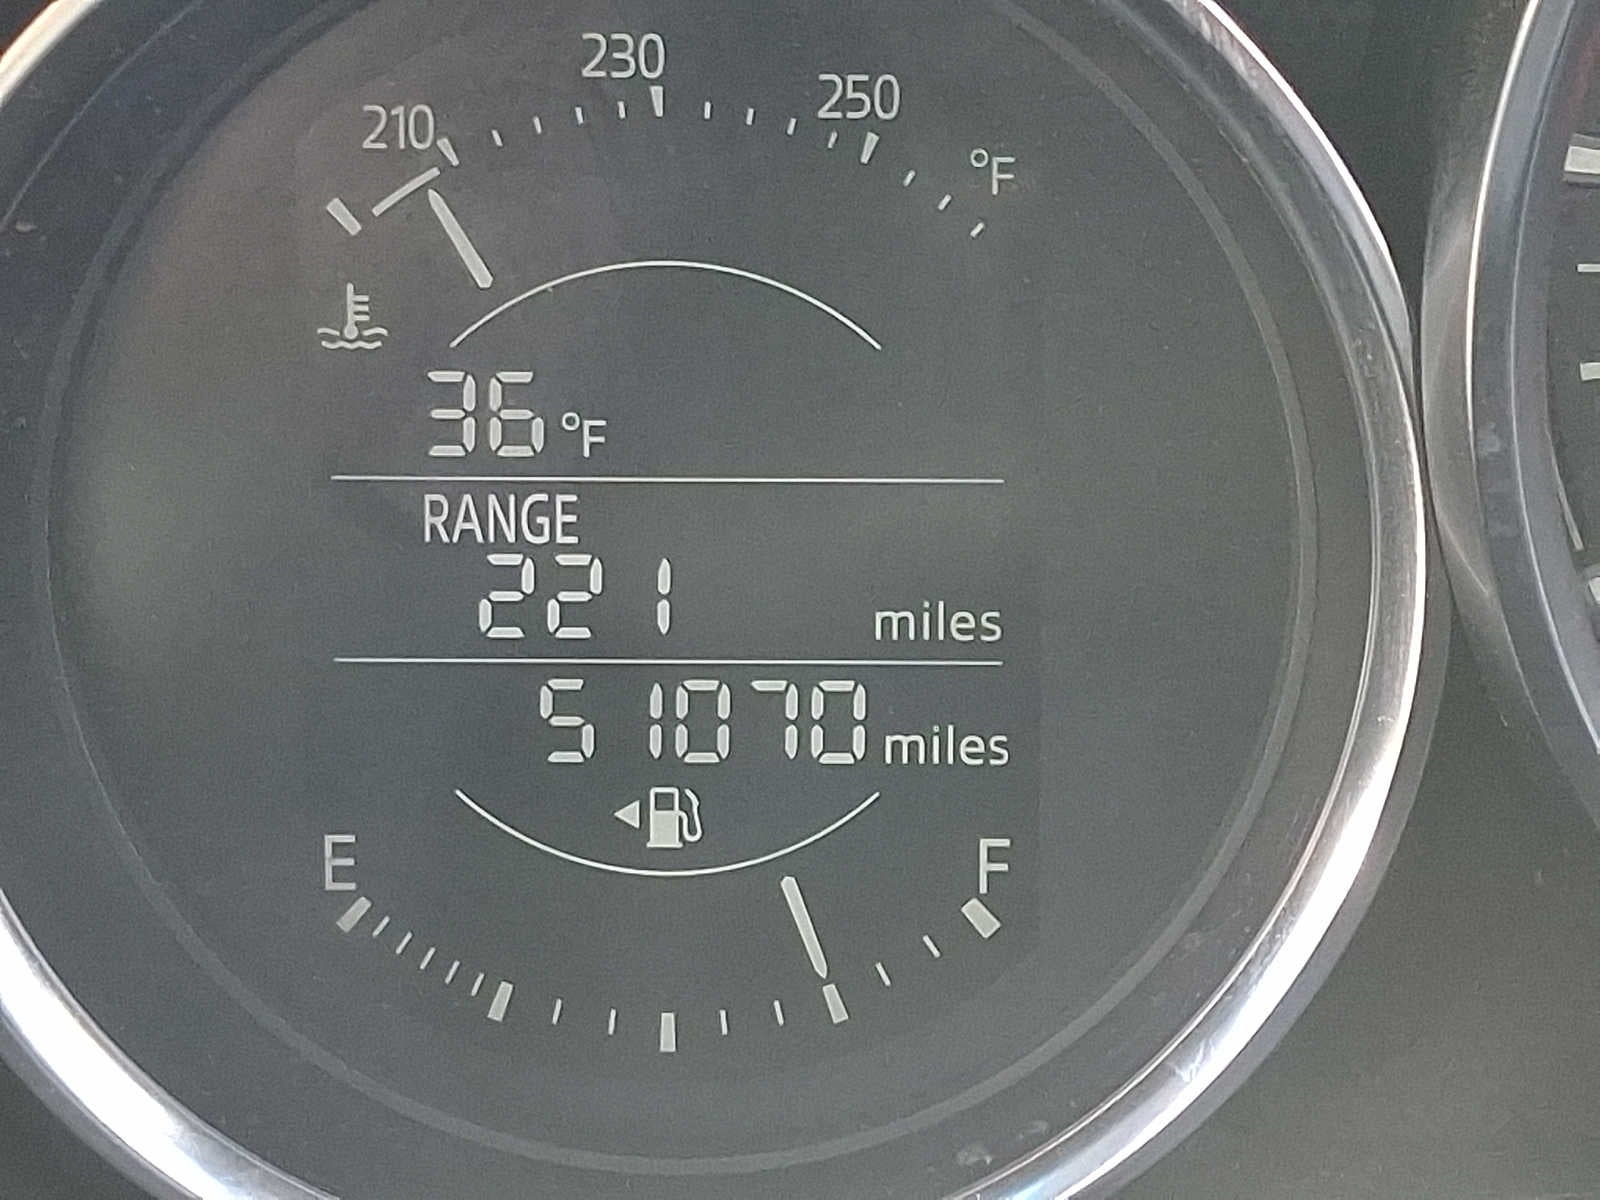 230
210 250
°F
36 °F
RANGE
221 miles
51070 miles
E F